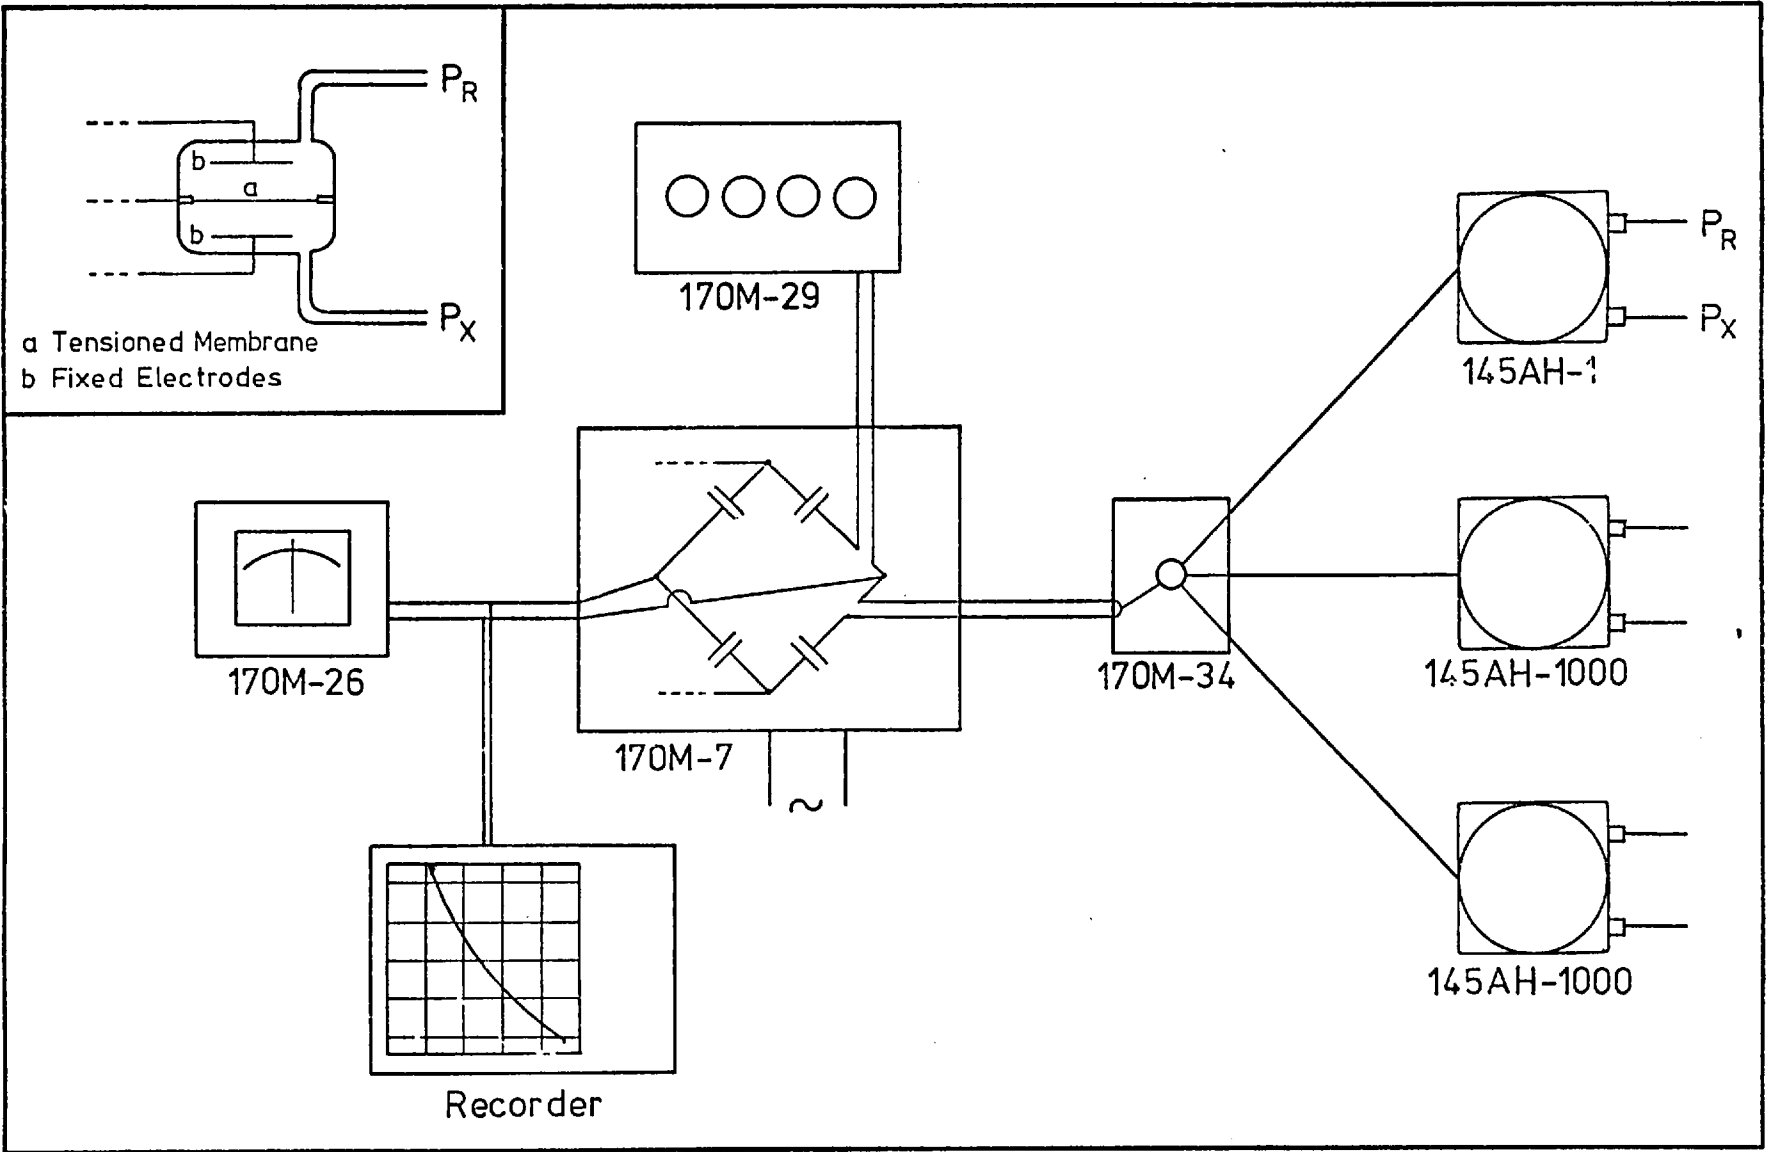 P_R
b
a
b
P_X
a Tensioned Membrane
b Fixed Electrodes
170M-29
P_R
P_X
145AH-1
170M-26
170M-7
~
170M-34
145AH-1000
145AH-1000
Recorder